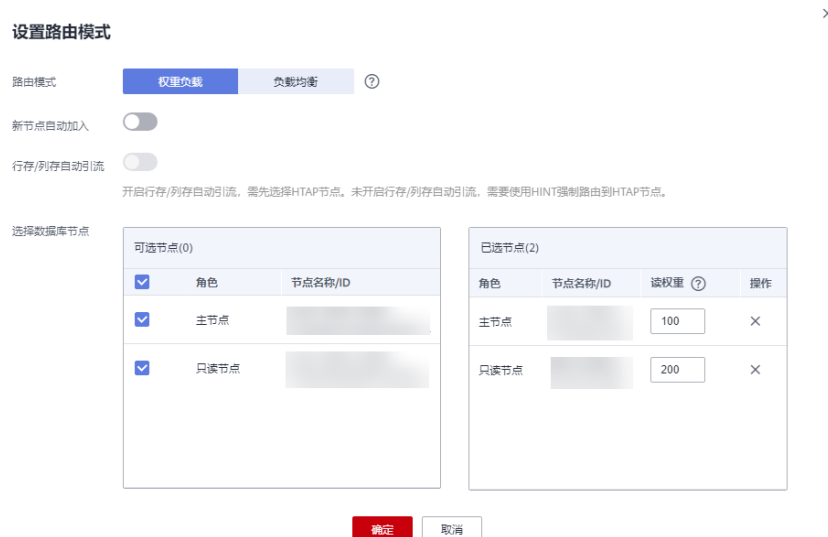 设置路由模式
路由模式 权重负载 负载均衡 ?
新节点自动加入
行存/列存自动引流
开启行存/列存自动引流，需先选择HTAP节点。未开启行存/列存自动引流，需要使用HINT强制路由到HTAP节点。
选择数据库节点
可选节点(0)
角色 节点名称/ID
主节点
只读节点
已选节点(2)
角色 节点名称/ID 读权重 ? 操作
主节点 100
只读节点 200
确定 取消